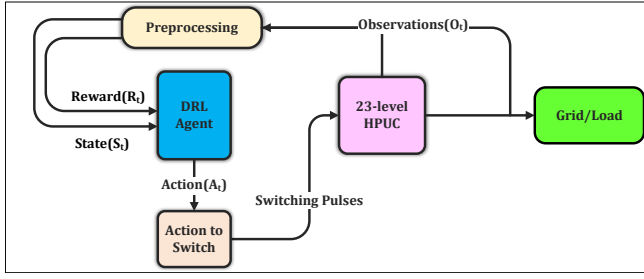 Preprocessing
Observations(Oₜ)
Reward(Rₜ)
State(Sₜ)
DRL
Agent
23-level
HPUC
Grid/Load
Action(Aₜ)
Switching Pulses
Action to
Switch